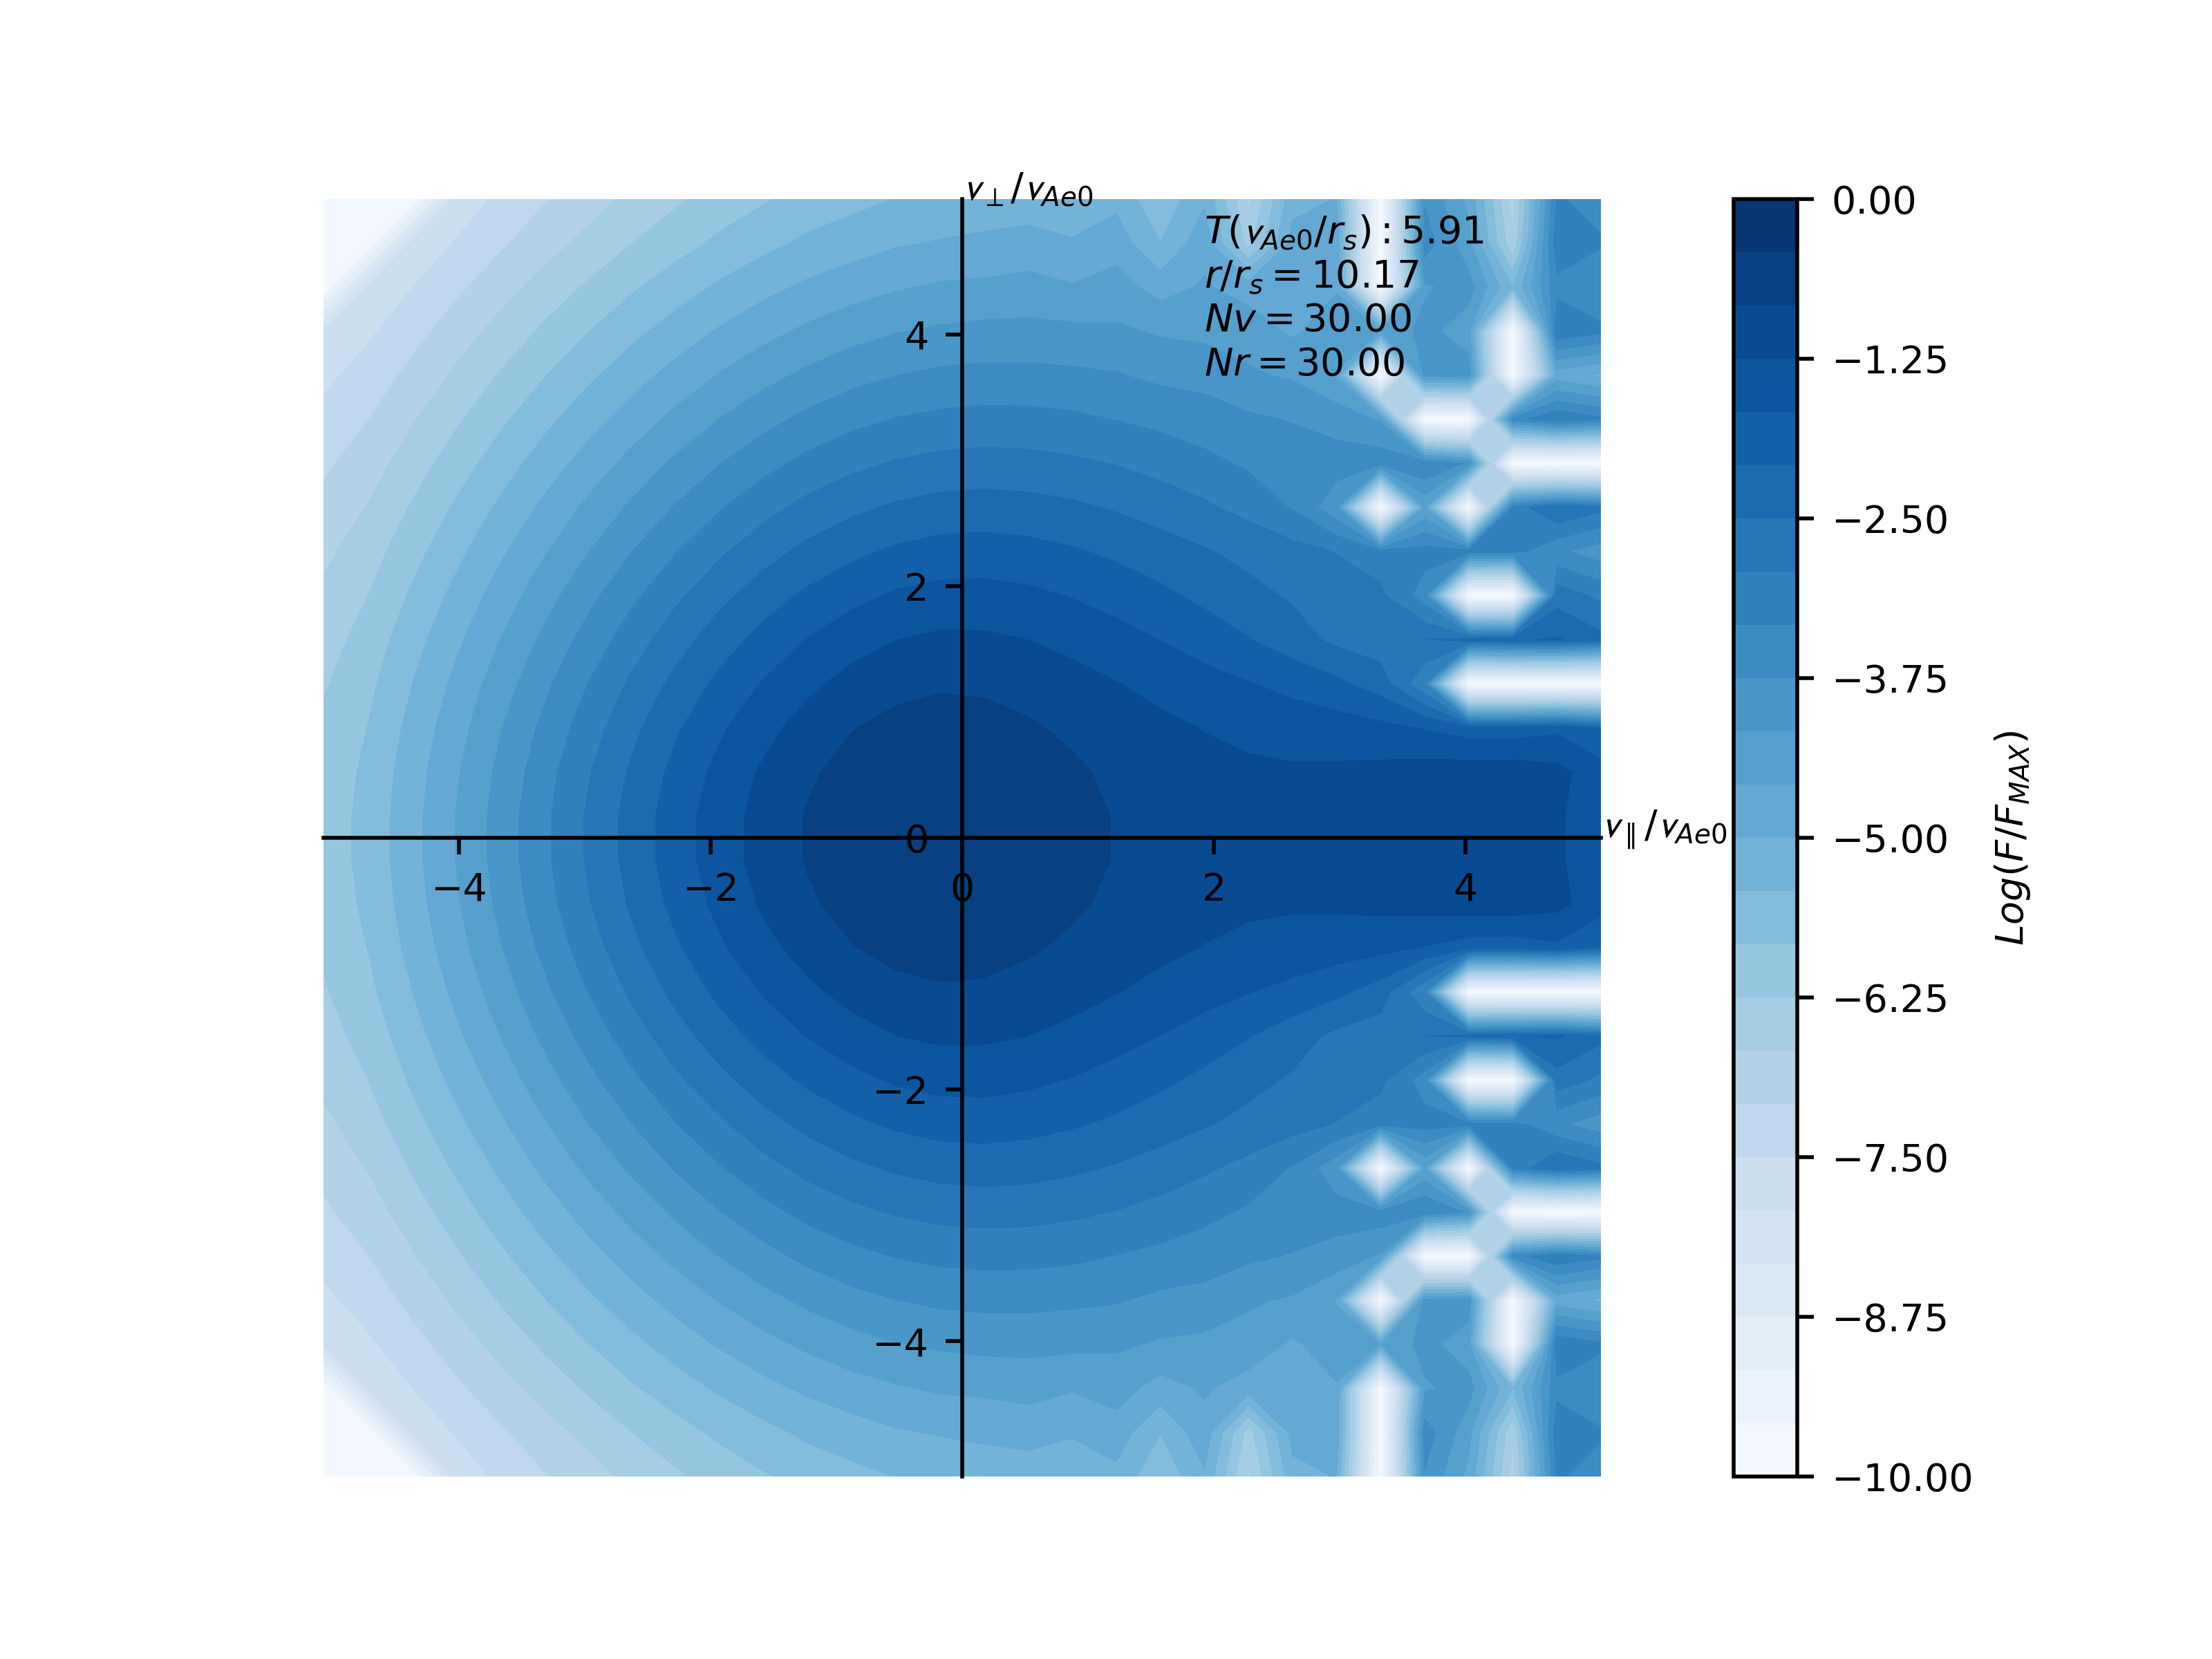 v⊥/vAe0
T(vAe0/rs) : 5.91
r/rs = 10.17
Nv = 30.00
Nr = 30.00
4
2
0
−2
−4
−4 −2 0 2 4
v∥/vAe0
0.00
−1.25
−2.50
−3.75
−5.00
−6.25
−7.50
−8.75
−10.00
Log(F/FMAX)